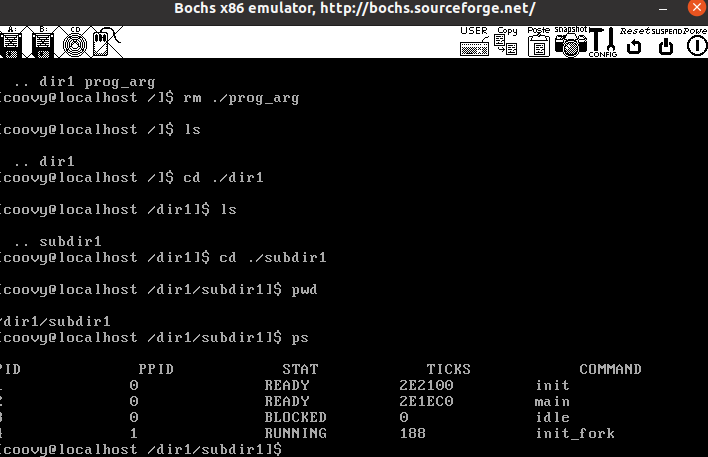 Bochs x86 emulator, http://bochs.sourceforge.net/
A: B: CD USER Copy Paste snapshot CONFIG Reset SUSPEND Powe
.. dir1 prog_arg
[coovy@localhost /]$ rm ./prog_arg
[coovy@localhost /]$ ls
.. dir1
[coovy@localhost /]$ cd ./dir1
[coovy@localhost /dir1]$ ls
.. subdir1
[coovy@localhost /dir1]$ cd ./subdir1
[coovy@localhost /dir1/subdir1]$ pwd
/dir1/subdir1
[coovy@localhost /dir1/subdir1]$ ps
PID PPID STAT TICKS COMMAND
1 0 READY 2E2100 init
2 0 READY 2E1EC0 main
3 0 BLOCKED 0 idle
4 1 RUNNING 188 init_fork
[coovy@localhost /dir1/subdir1]$